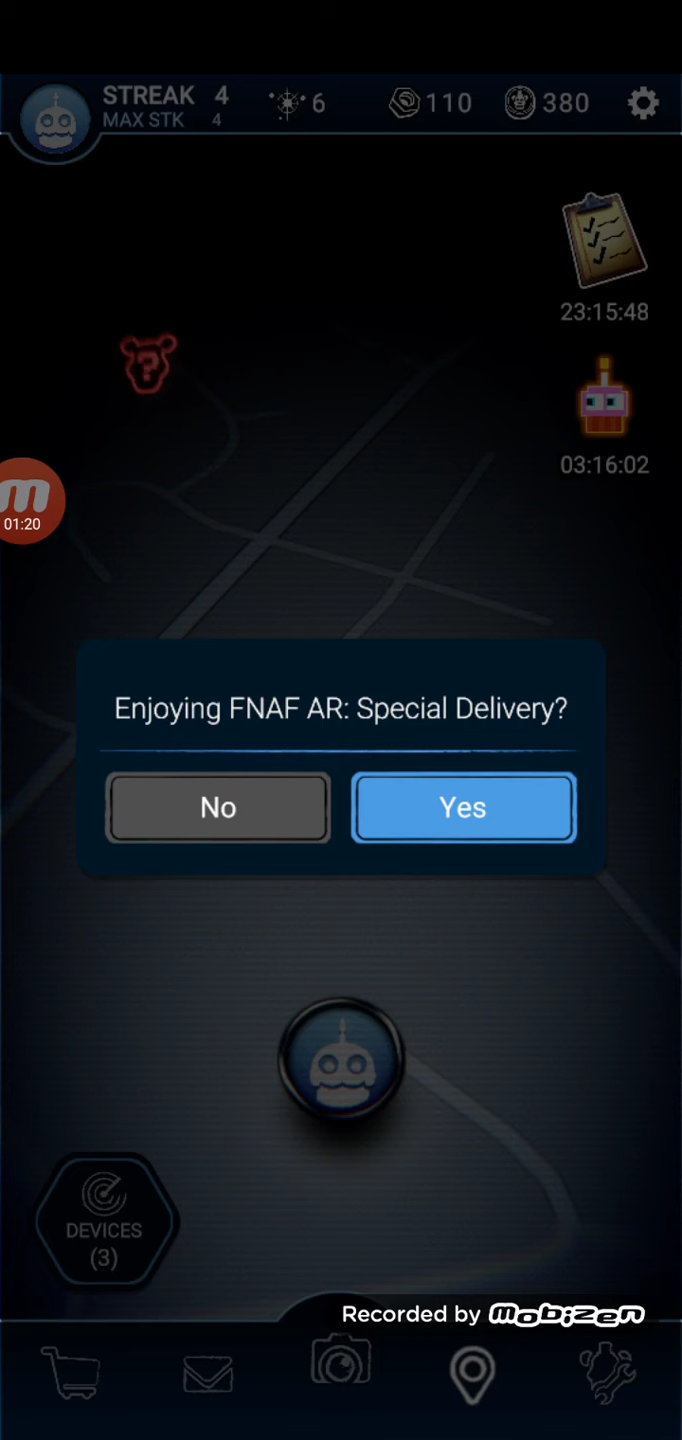 STREAK 4
MAX STK 4
6
110
380
23:15:48
?
03:16:02
m
01:20
Enjoying FNAF AR: Special Delivery?
No
Yes
DEVICES
(3)
Recorded by mobizen